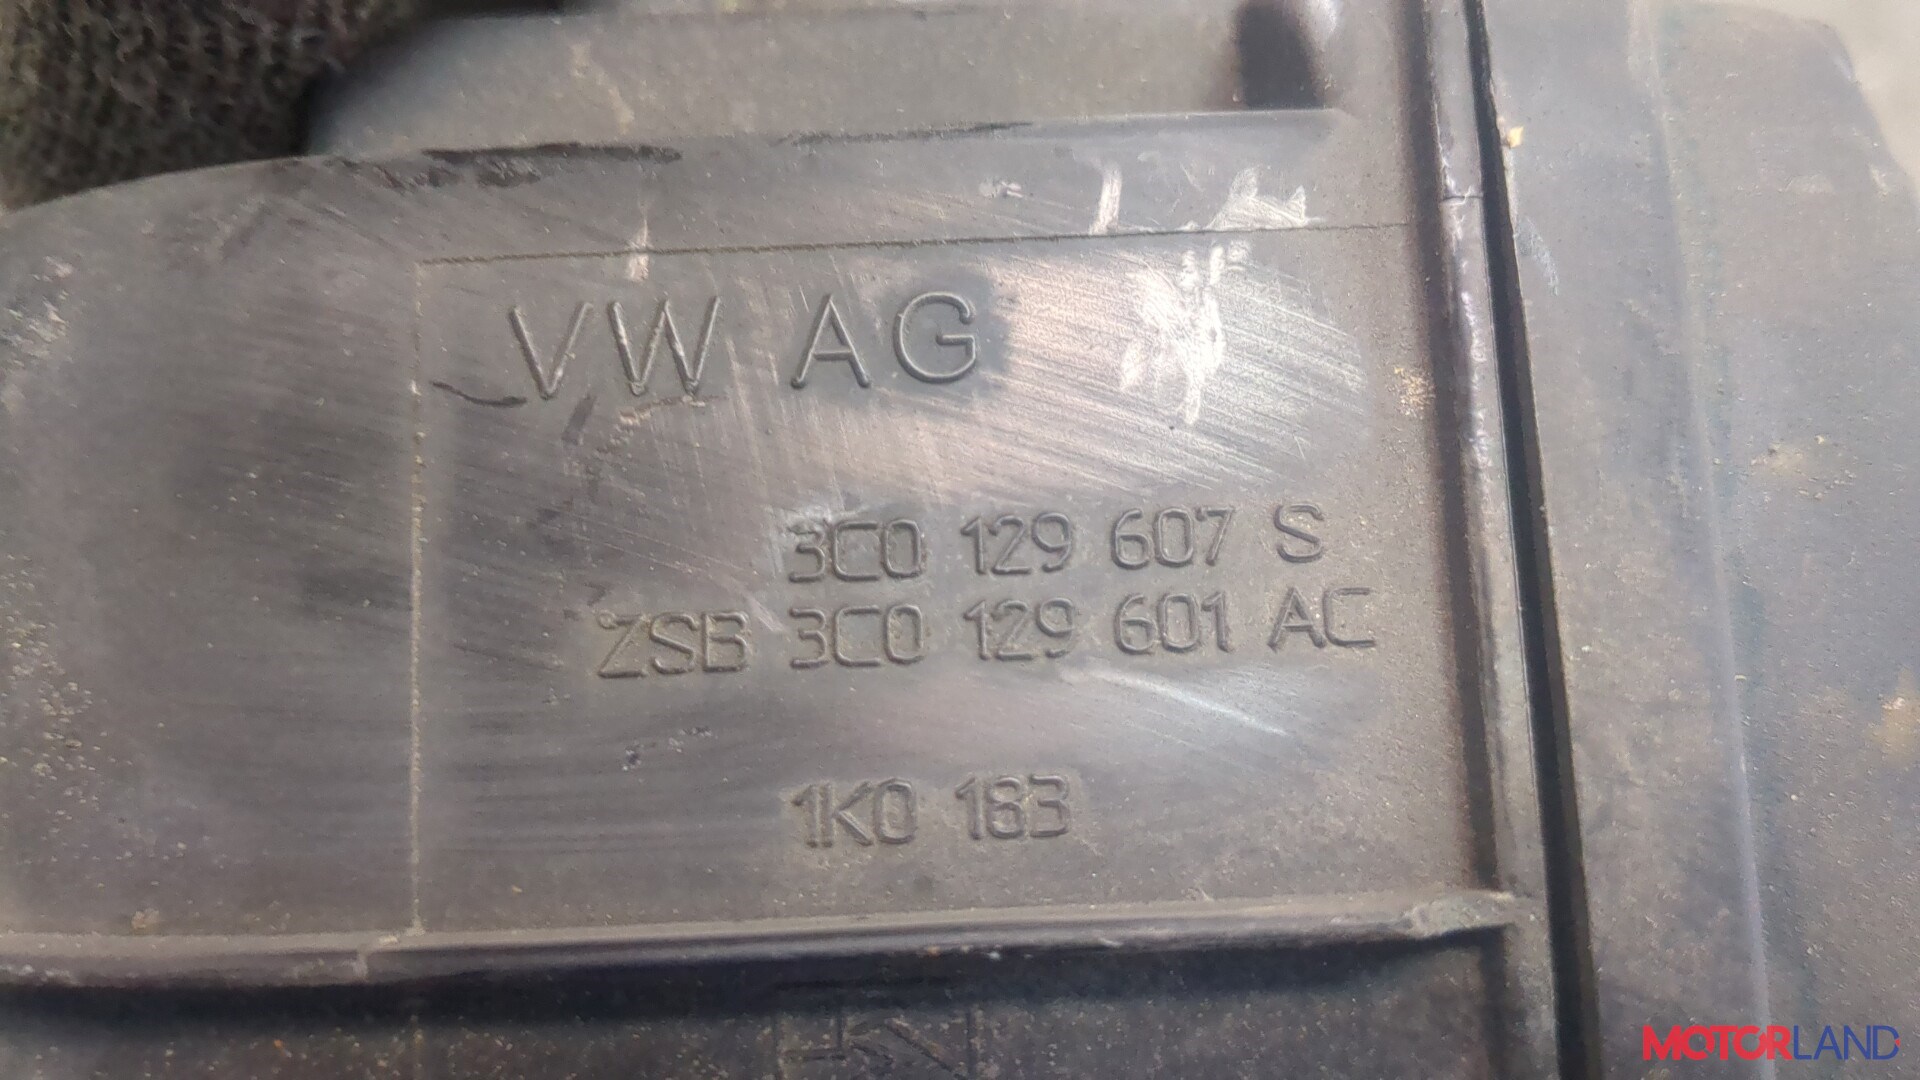 VW AG
3C0 129 607 S
ZSB 3C0 129 601 AC
1K0 183
MOTORLAND